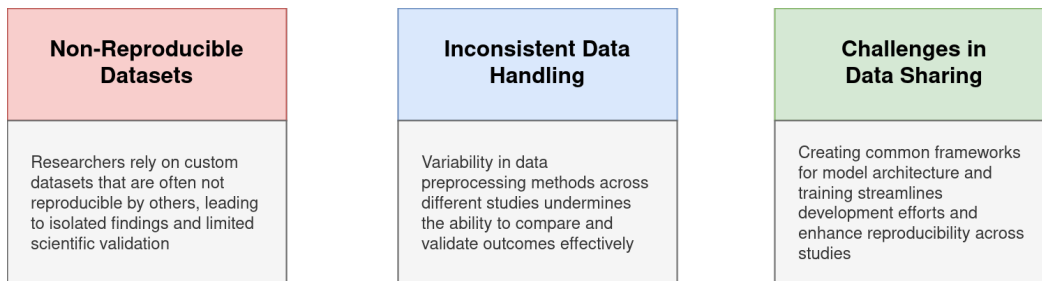 Non-Reproducible
Datasets
Researchers rely on custom
datasets that are often not
reproducible by others, leading
to isolated findings and limited
scientific validation
Inconsistent Data
Handling
Variability in data
preprocessing methods across
different studies undermines
the ability to compare and
validate outcomes effectively
Challenges in
Data Sharing
Creating common frameworks
for model architecture and
training streamlines
development efforts and
enhance reproducibility across
studies